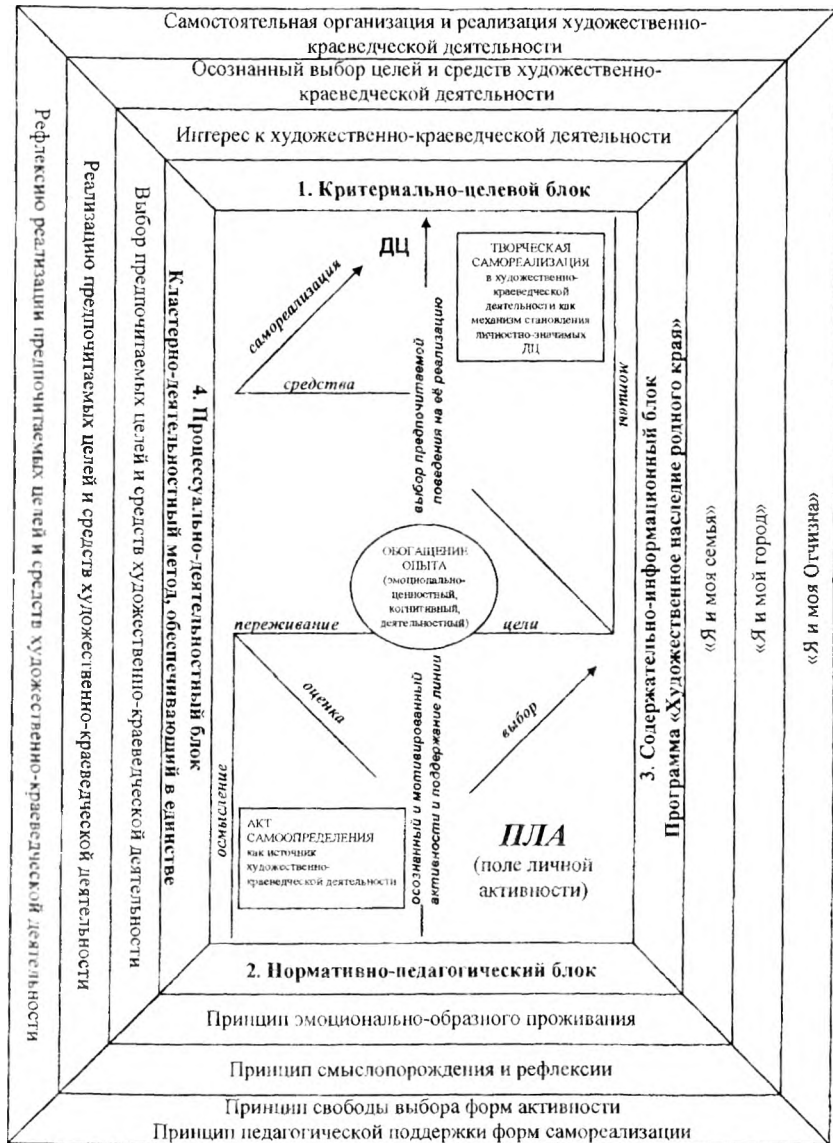 Самостоятельная организация и реализация художественно-
краеведческой деятельности
Осознанный выбор целей и средств художественно-
краеведческой деятельности
Интерес к художественно-краеведческой деятельности
1. Критериально-целевой блок
Рефлексию реализации предпочитаемых целей и средств художественно-краеведческой деятельности
Реализацию предпочитаемых целей и средств художественно-краеведческой деятельности
Выбор предпочитаемых целей и средств художественно-краеведческой деятельности
Кластерно-деятельностный метод, обеспечивающий в единстве
4. Процессуально-деятельностный блок
ДЦ
самореализация
средства
выбор предпочитаемой
поведения на её реализацию
ТВОРЧЕСКАЯ
САМОРЕАЛИЗАЦИЯ
в художественно-
краеведческой
деятельности как
механизм становления
личностно-значимых
ДЦ
мотив
ОБОГАЩЕНИЕ
ОПЫТА
(эмоционально-
ценностный,
когнитивный,
деятельностный)
переживание
цели
оценка
выбор
осмысление
осознанный и мотивированный
активности и поддержание линии
АКТ
САМООПРЕДЕЛЕНИЯ
как источник
художественно-
краеведческой деятельности
ПЛА
(поле личной
активности)
3. Содержательно-информационный блок
Программа «Художественное наследие родного края»
«Я и моя семья»
«Я и мой город»
«Я и моя Отчизна»
2. Нормативно-педагогический блок
Принцип эмоционально-образного проживания
Принцип смыслопорождения и рефлексии
Принцип свободы выбора форм активности
Принцип педагогической поддержки форм самореализации